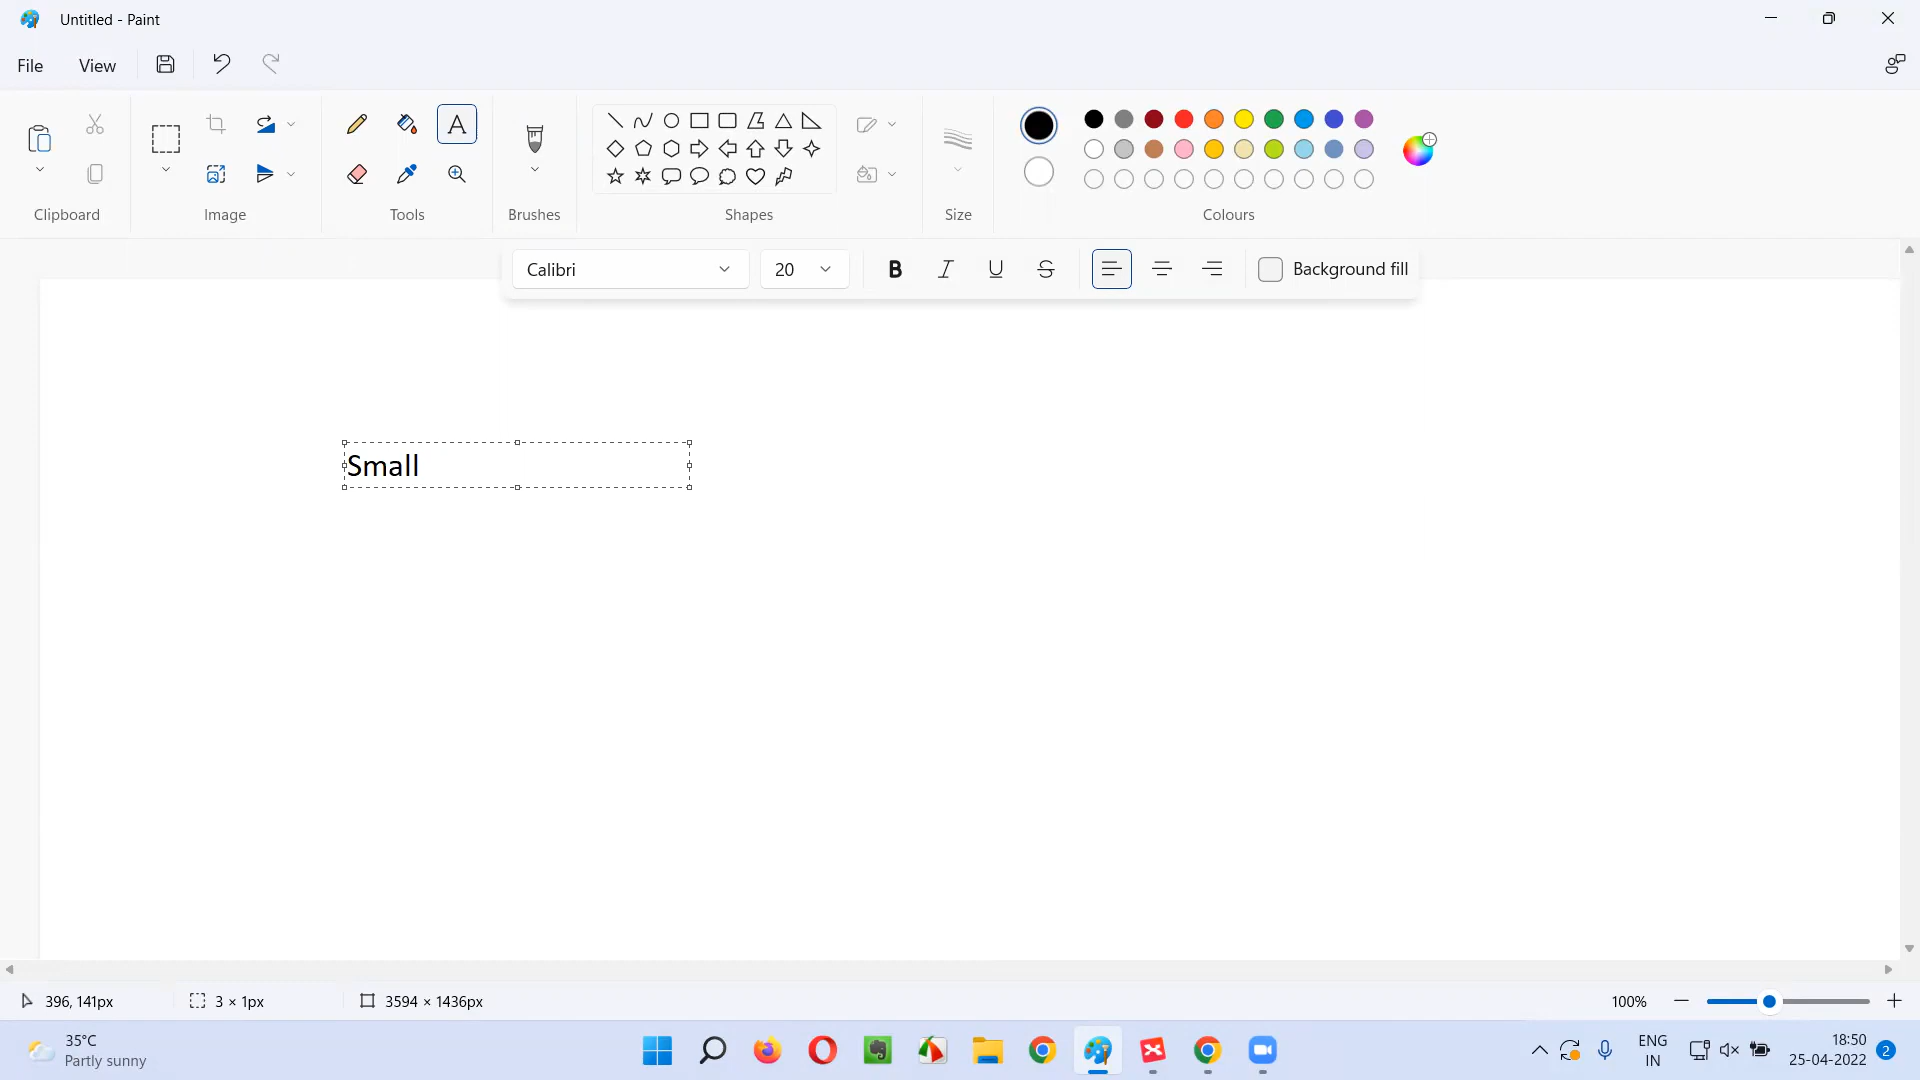 Untitled - Paint
File View
Clipboard
Image
Tools
Brushes
Shapes
Size
Colours
Calibri 20 B I U S Background fill
Small
396, 141px 3 × 1px 3594 × 1436px 100%
35°C
Partly sunny
ENG
IN
18:50
25-04-2022
2